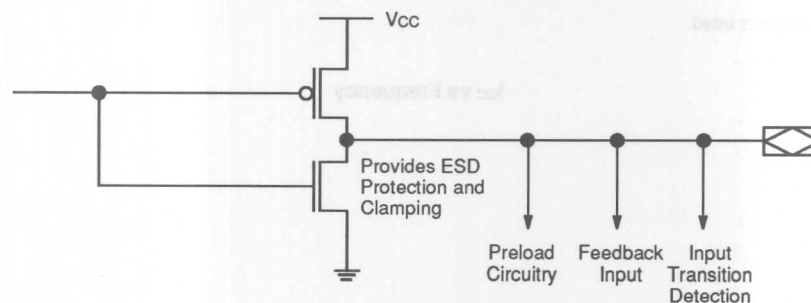 Vcc
Provides ESD
Protection and
Clamping
Preload
Circuitry
Feedback
Input
Input
Transition
Detection